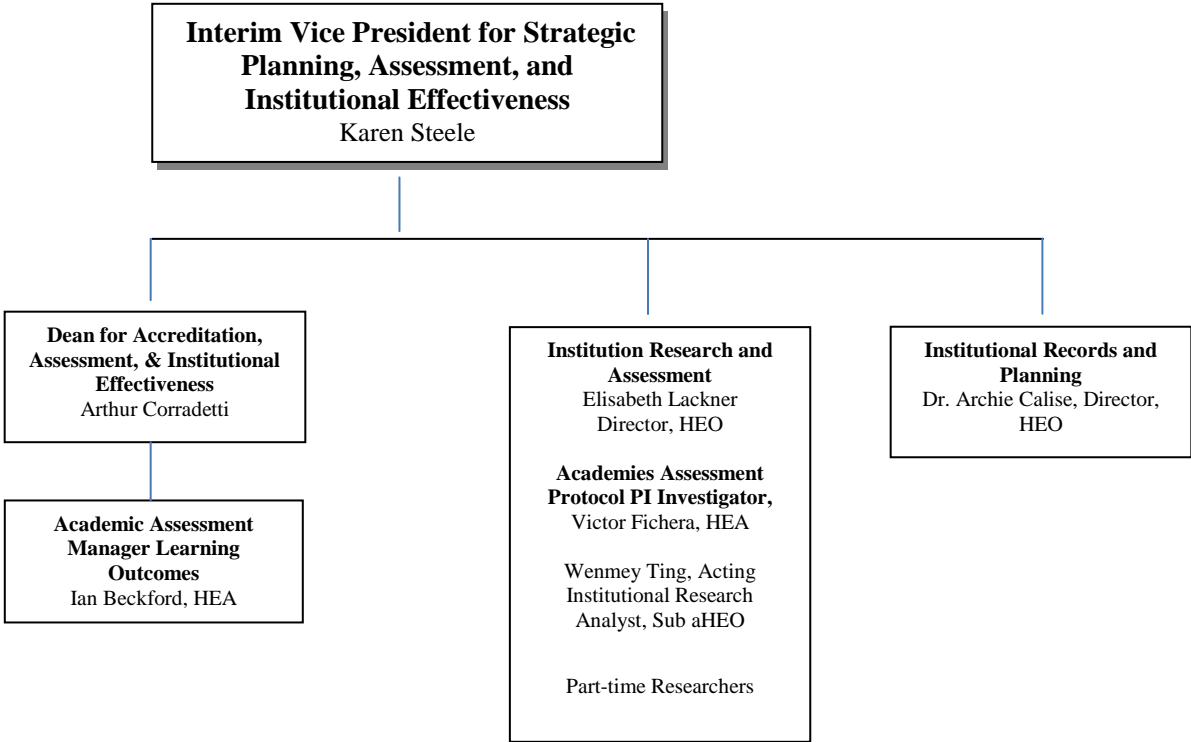 Interim Vice President for Strategic
Planning, Assessment, and
Institutional Effectiveness
Karen Steele
Dean for Accreditation,
Assessment, & Institutional
Effectiveness
Arthur Corradetti
Academic Assessment
Manager Learning
Outcomes
Ian Beckford, HEA
Institution Research and
Assessment
Elisabeth Lackner
Director, HEO
Academies Assessment
Protocol PI Investigator,
Victor Fichera, HEA
Wenmey Ting, Acting
Institutional Research
Analyst, Sub aHEO
Part-time Researchers
Institutional Records and
Planning
Dr. Archie Calise, Director,
HEO